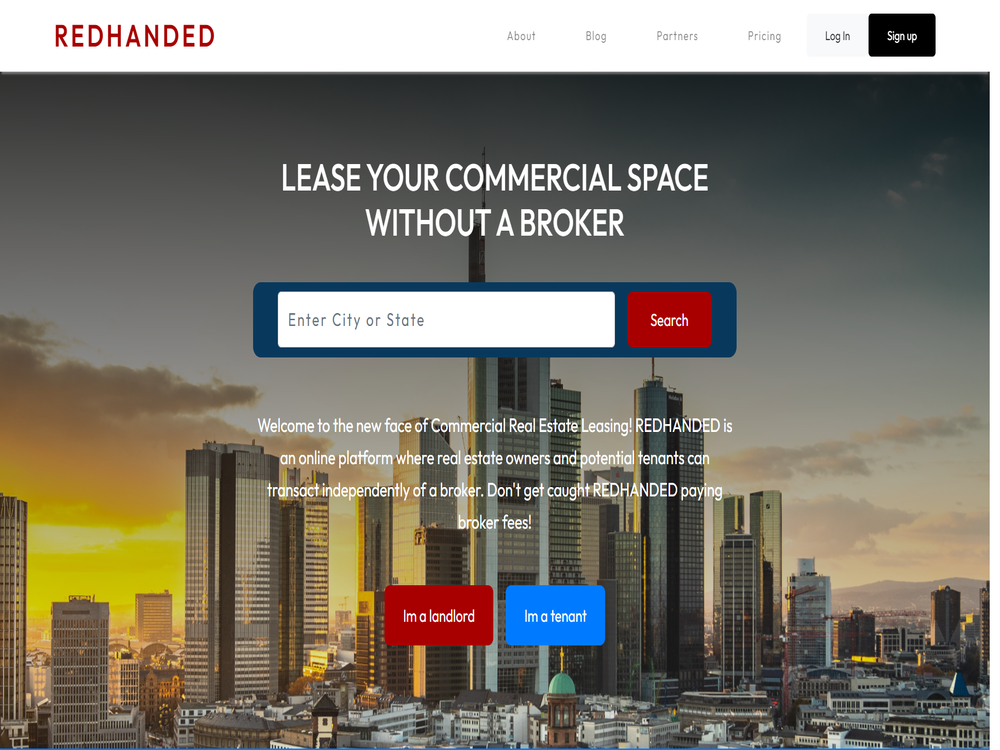 REDHANDED
About
Blog
Partners
Pricing
Log In
Sign up
LEASE YOUR COMMERCIAL SPACE
WITHOUT A BROKER
Enter City or State
Search
Welcome to the new face of Commercial Real Estate Leasing! REDHANDED is
an online platform where real estate owners and potential tenants can
transact independently of a broker. Don't get caught REDHANDED paying
broker fees!
Im a landlord
Im a tenant